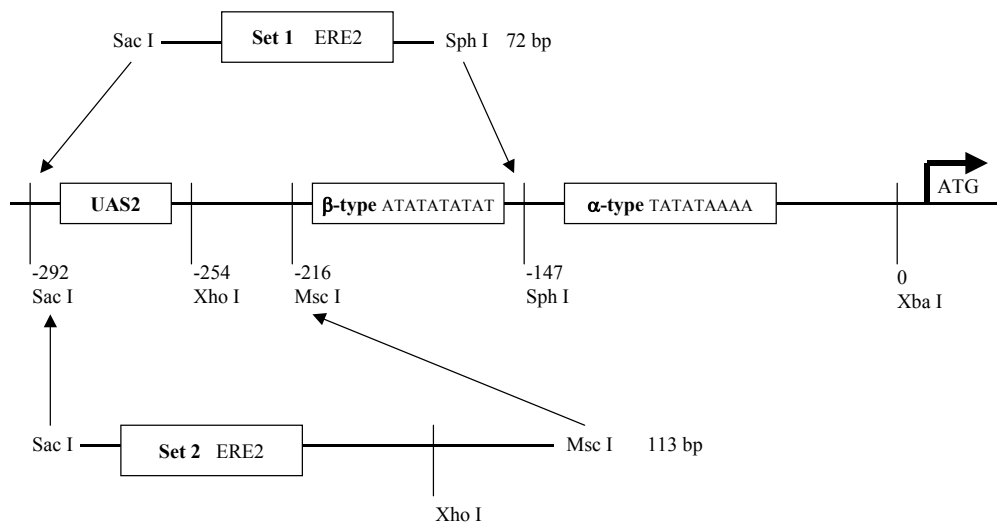 Sac I Set 1 ERE2 Sph I 72 bp
ATG
UAS2 β-type ATATATATAT α-type TATATAAAA
-292 -254 -216 -147 0
Sac I Xho I Msc I Sph I Xba I
Sac I Set 2 ERE2 Msc I 113 bp
Xho I